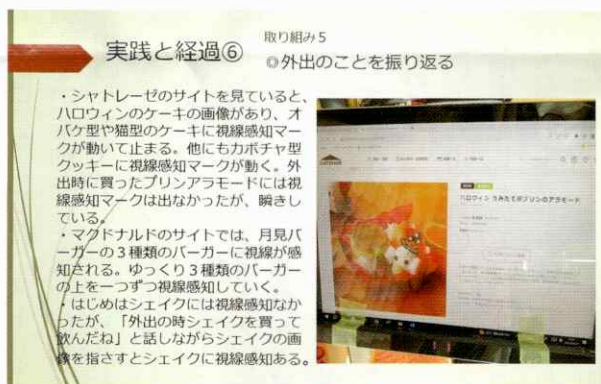 実践と経過⑥
取り組み5
◎外出のことを振り返る
・シャトレーゼのサイトを見ていると、
ハロウィンのケーキの画像があり、オ
バケ型や猫型のケーキに視線感知マー
クが動いて止まる。他にもカボチャ型
クッキーに視線感知マークが動く。外
出時に買ったプリンアラモードには視
線感知マークは出なかったが、瞬きし
ている。
・マクドナルドのサイトでは、月見バ
ーガーの3種類のバーガーに視線が感
知される。ゆっくり3種類のバーガー
の上を一つずつ視線感知していく。
・はじめはシェイクには視線感知なか
ったが、「外出の時シェイクを買って
飲んだね」と話しながらシェイクの画
像を指さすとシェイクに視線感知ある。
ハロウィン うみたて卵プリンのアラモード